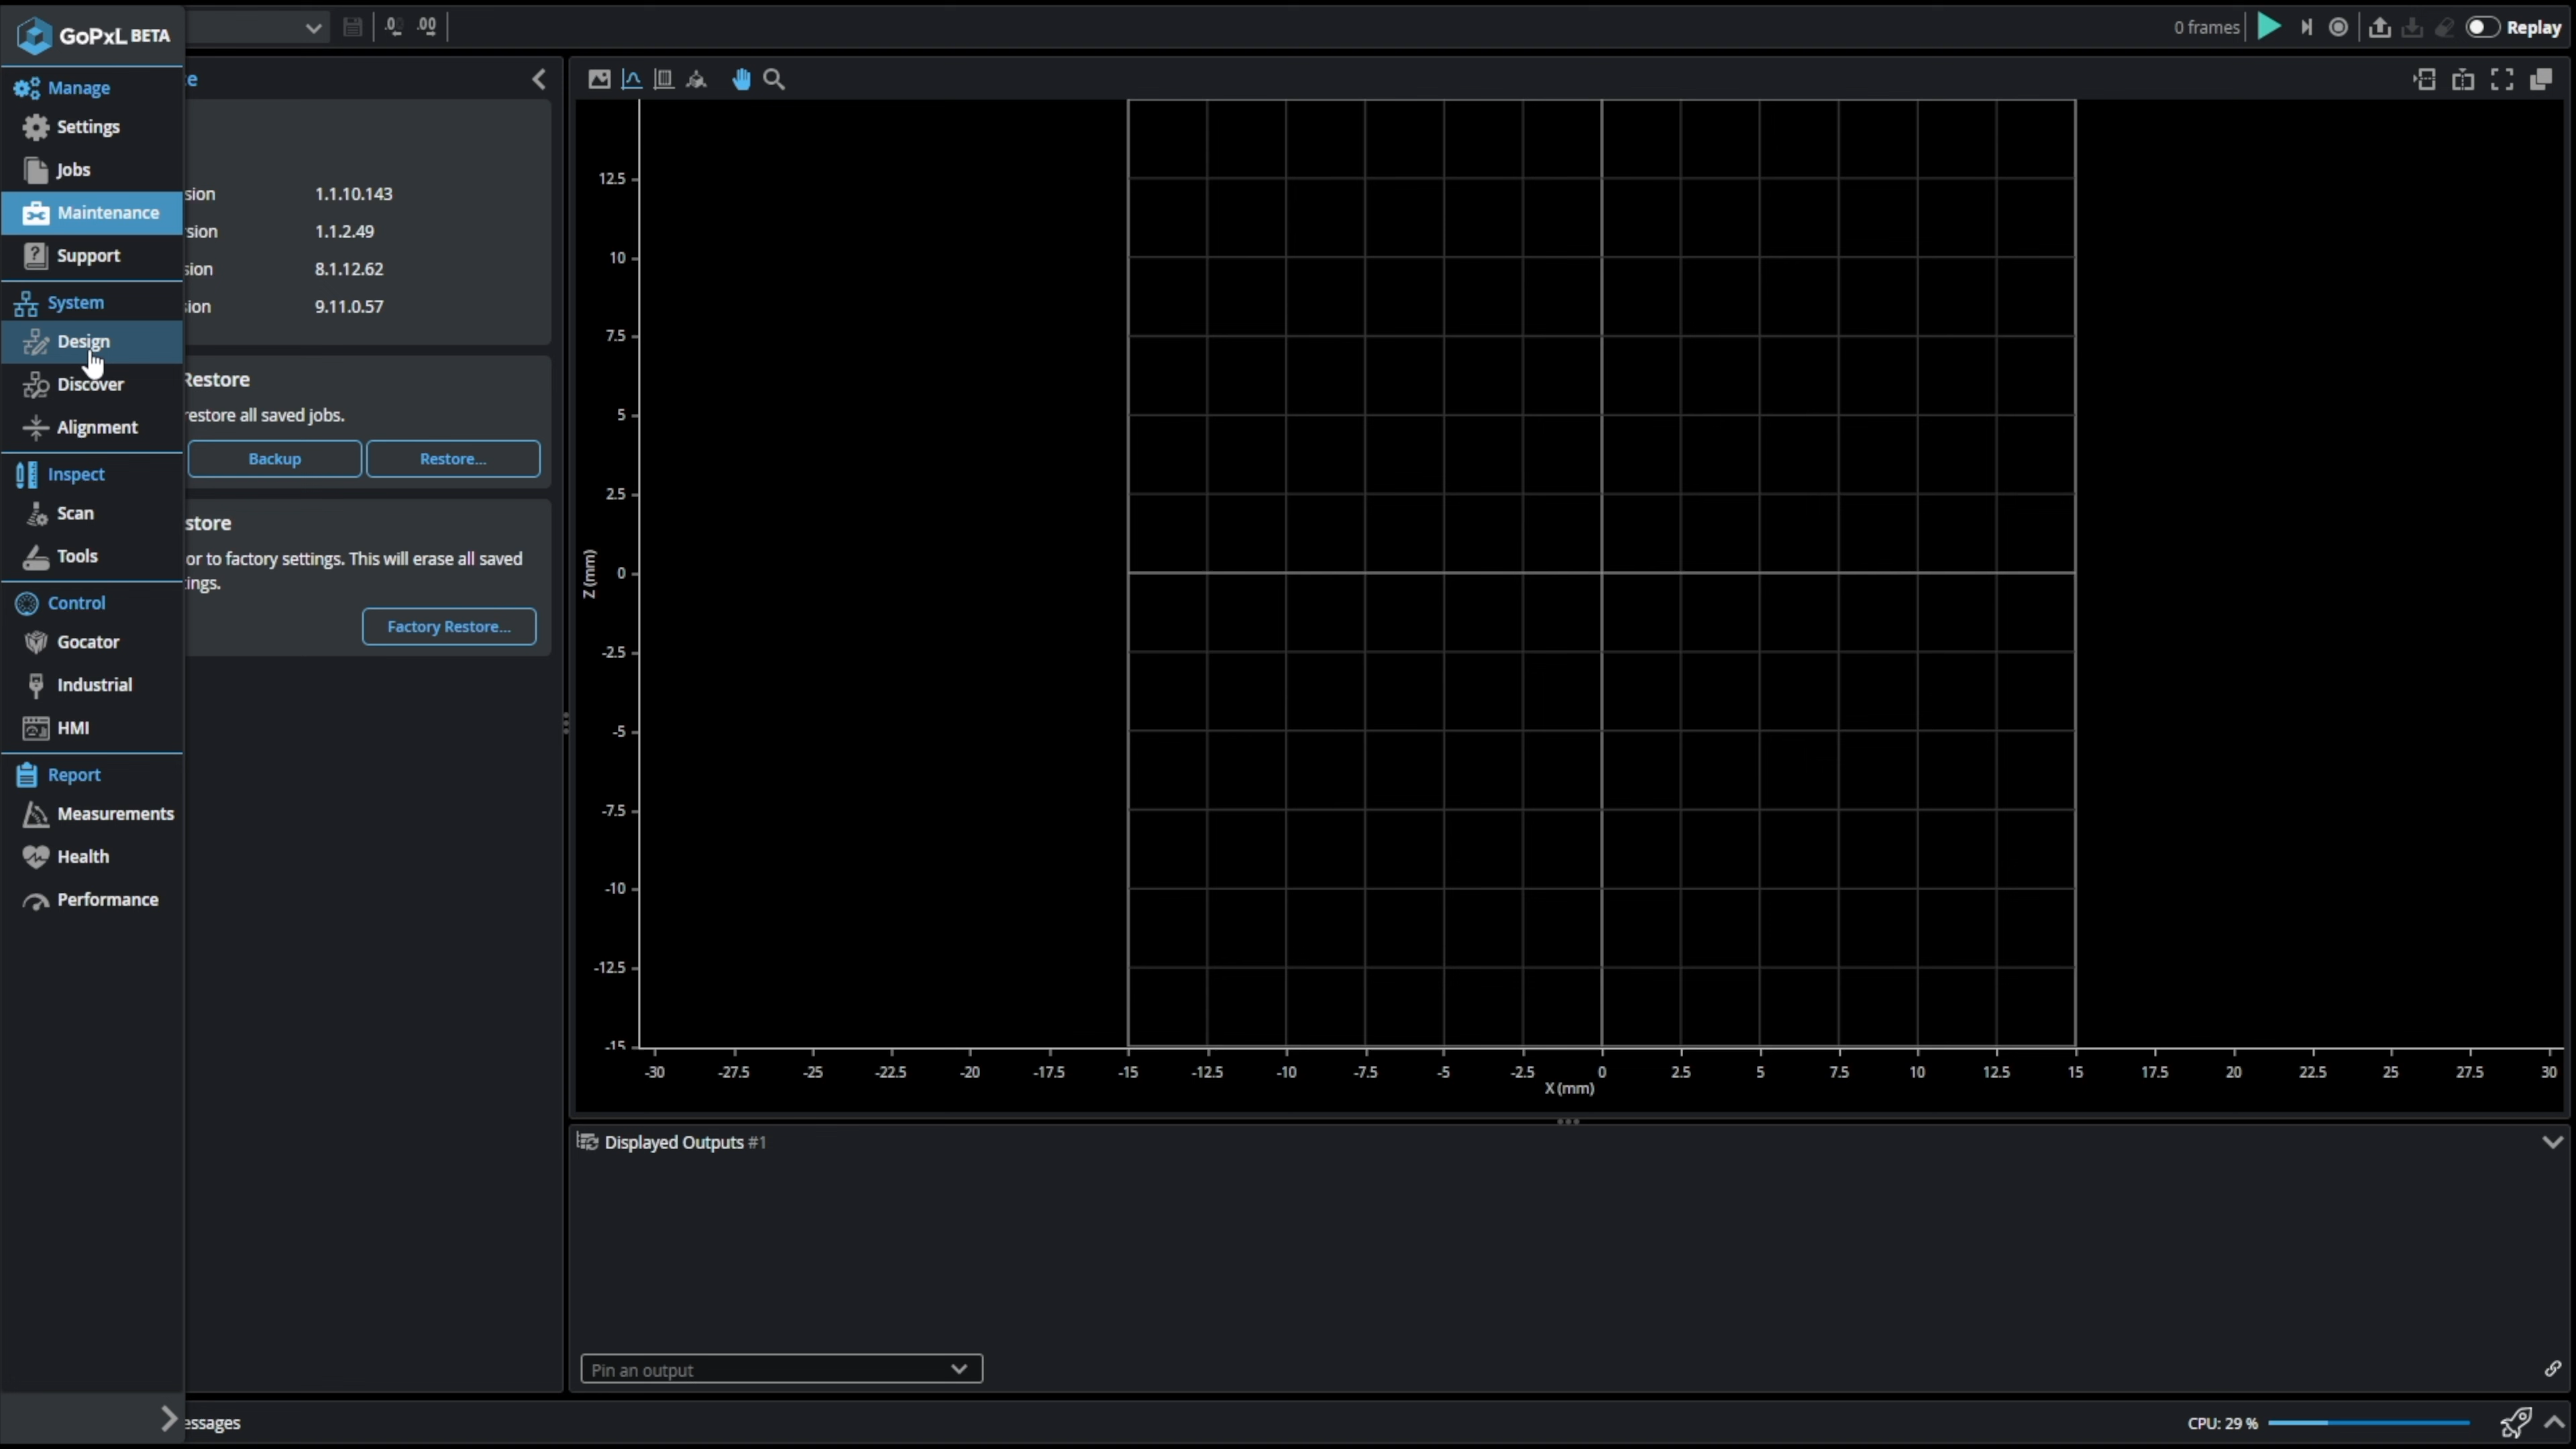 GoPxL BETA
0 frames
Replay
Manage
e
Settings
Jobs
sion 1.1.10.143
Maintenance
sion 1.1.2.49
Support
sion 8.1.12.62
System
ion 9.11.0.57
Design
Restore
Discover
restore all saved jobs.
Alignment
Backup
Restore...
Inspect
Scan
store
Tools
or to factory settings. This will erase all saved
ings.
Control
Factory Restore...
Gocator
Industrial
HMI
Report
Measurements
Health
Performance
12.5
10
7.5
5
2.5
0
Z (mm)
-2.5
-5
-7.5
-10
-12.5
-15
-30 -27.5 -25 -22.5 -20 -17.5 -15 -12.5 -10 -7.5 -5 -2.5 0 2.5 5 7.5 10 12.5 15 17.5 20 22.5 25 27.5 30
X (mm)
Displayed Outputs #1
Pin an output
essages
CPU: 29 %